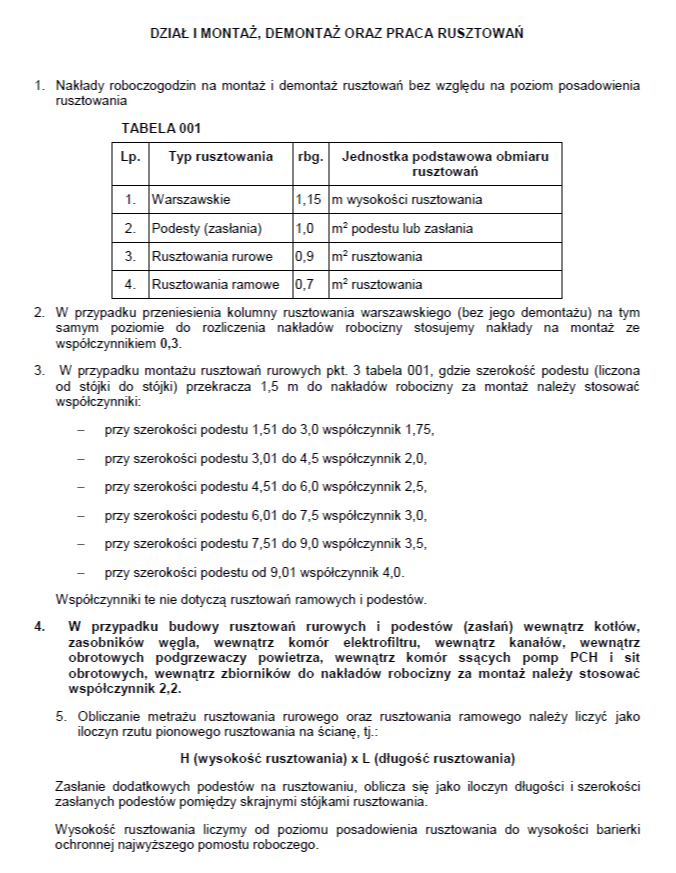 DZIAŁ I MONTAŻ, DEMONTAŻ ORAZ PRACA RUSZTOWAŃ
1. Nakłady roboczogodzin na montaż i demontaż rusztowań bez względu na poziom posadowienia
rusztowania
TABELA 001
Lp. Typ rusztowania rbg. Jednostka podstawowa obmiaru
rusztowań
1. Warszawskie 1,15 m wysokości rusztowania
2. Podesty (zasłania) 1,0 m² podestu lub zasłania
3. Rusztowania rurowe 0,9 m² rusztowania
4. Rusztowania ramowe 0,7 m² rusztowania
2. W przypadku przeniesienia kolumny rusztowania warszawskiego (bez jego demontażu) na tym
samym poziomie do rozliczenia nakładów robocizny stosujemy nakłady na montaż ze
współczynnikiem 0,3.
3. W przypadku montażu rusztowań rurowych pkt. 3 tabela 001, gdzie szerokość podestu (liczona
od stójki do stójki) przekracza 1,5 m do nakładów robocizny za montaż należy stosować
współczynniki:
– przy szerokości podestu 1,51 do 3,0 współczynnik 1,75,
– przy szerokości podestu 3,01 do 4,5 współczynnik 2,0,
– przy szerokości podestu 4,51 do 6,0 współczynnik 2,5,
– przy szerokości podestu 6,01 do 7,5 współczynnik 3,0,
– przy szerokości podestu 7,51 do 9,0 współczynnik 3,5,
– przy szerokości podestu od 9,01 współczynnik 4,0.
Współczynniki te nie dotyczą rusztowań ramowych i podestów.
4. W przypadku budowy rusztowań rurowych i podestów (zasłań) wewnątrz kotłów,
zasobników węgla, wewnątrz komór elektrofiltru, wewnątrz kanałów, wewnątrz
obrotowych podgrzewaczy powietrza, wewnątrz komór ssących pomp PCH i sit
obrotowych, wewnątrz zbiorników do nakładów robocizny za montaż należy stosować
współczynnik 2,2.
5. Obliczanie metrażu rusztowania rurowego oraz rusztowania ramowego należy liczyć jako
iloczyn rzutu pionowego rusztowania na ścianę, tj.:
H (wysokość rusztowania) x L (długość rusztowania)
Zasłanie dodatkowych podestów na rusztowaniu, oblicza się jako iloczyn długości i szerokości
zasłanych podestów pomiędzy skrajnymi stójkami rusztowania.
Wysokość rusztowania liczymy od poziomu posadowienia rusztowania do wysokości barierki
ochronnej najwyższego pomostu roboczego.